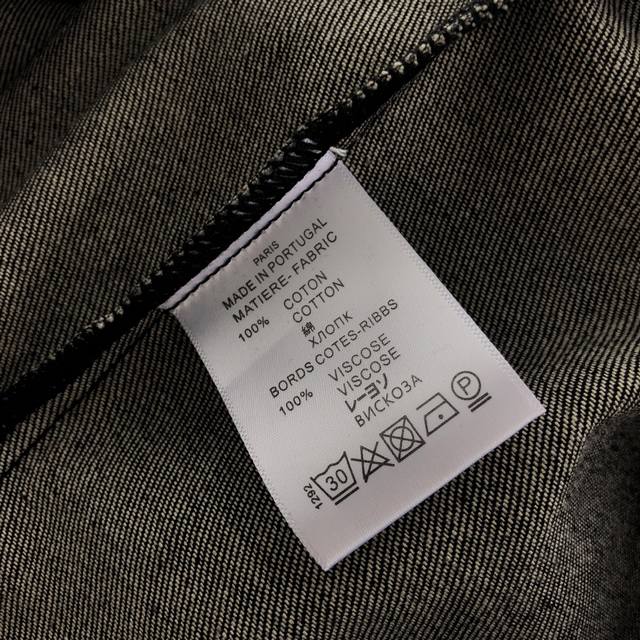 PARIS
MADE IN PORTUGAL
MATIERE- FABRIC
100% COTON
COTTON
綿
ХЛОПК
BORDS COTES-RIBBS
100% VISCOSE
VISCOSE
レーヨン
ВИСКОЗА
1292 30 P